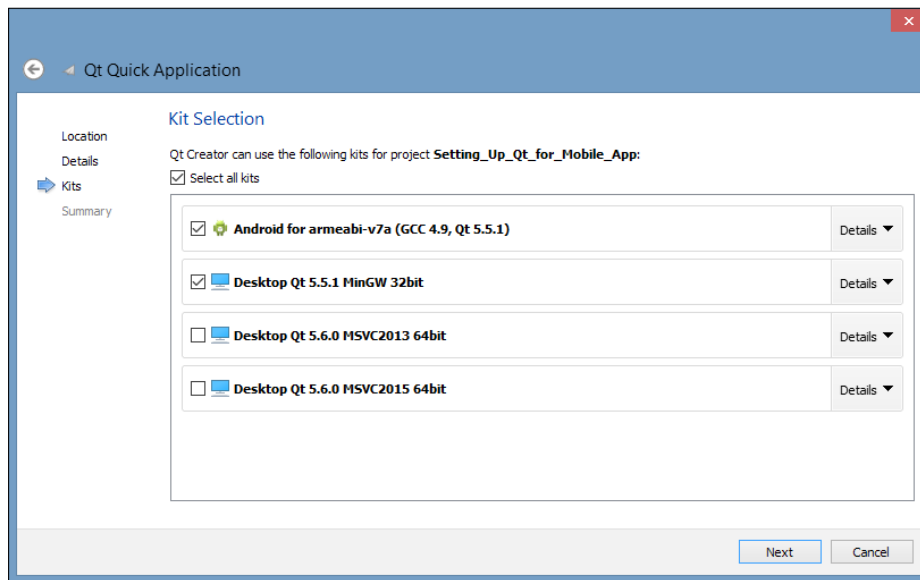 Qt Quick Application
Location
Details
Kits
Summary
Kit Selection
Qt Creator can use the following kits for project Setting_Up_Qt_for_Mobile_App:
Select all kits
Android for armeabi-v7a (GCC 4.9, Qt 5.5.1) Details
Desktop Qt 5.5.1 MinGW 32bit Details
Desktop Qt 5.6.0 MSVC2013 64bit Details
Desktop Qt 5.6.0 MSVC2015 64bit Details
Next Cancel